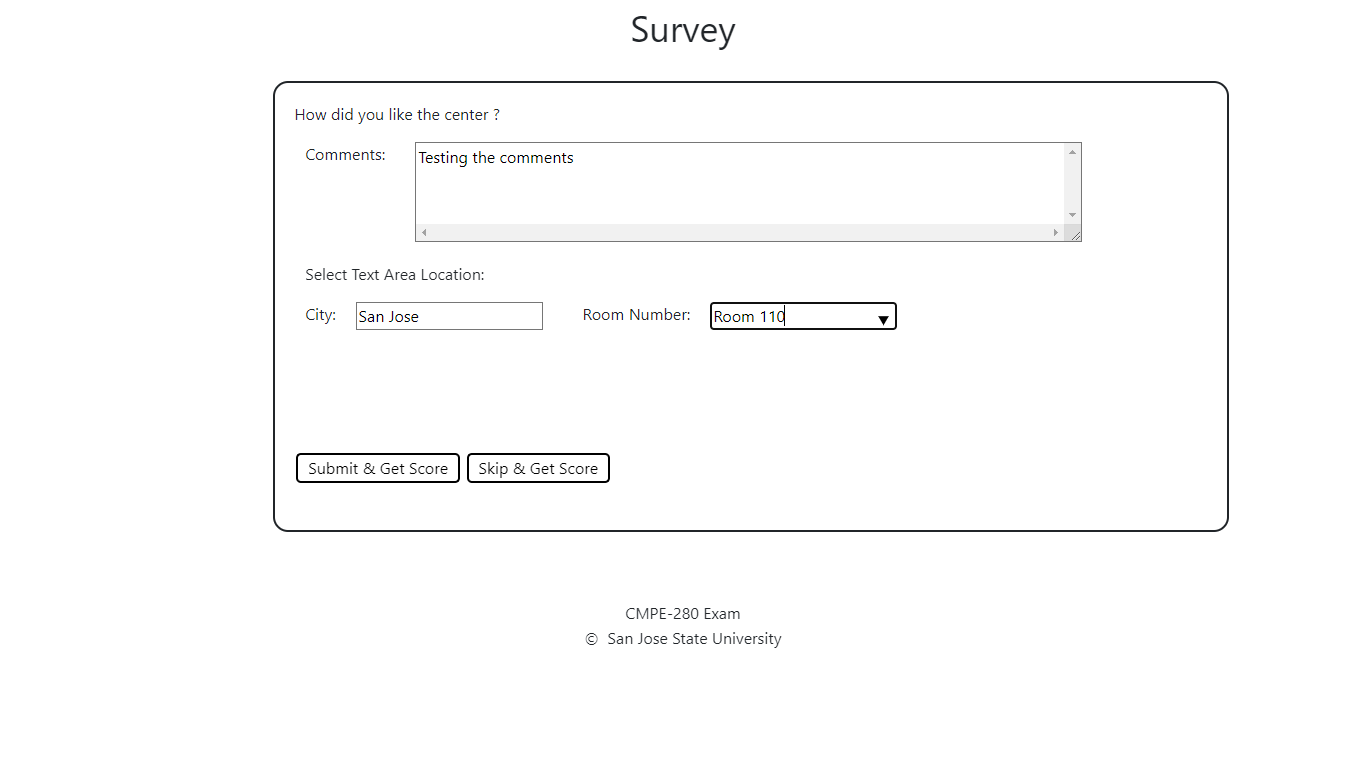 Survey
How did you like the center ?
Comments: Testing the comments
Select Text Area Location:
City: San Jose Room Number: Room 110
Submit & Get Score Skip & Get Score
CMPE-280 Exam
© San Jose State University